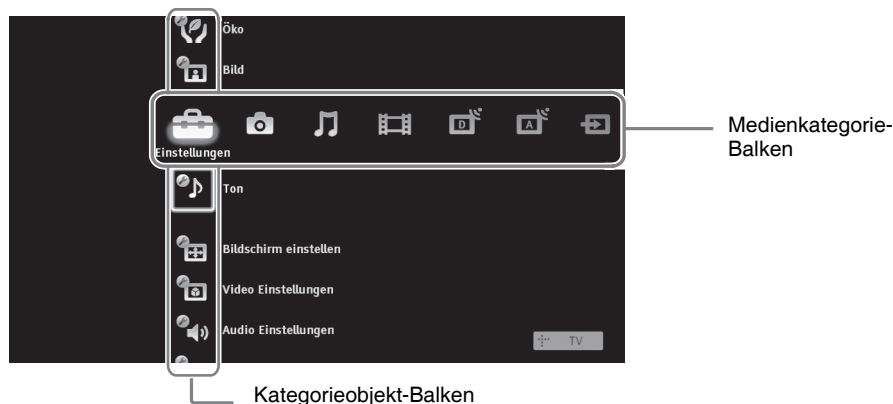 Öko
Bild
Einstellungen
Medienkategorie-
Balken
Ton
Bildschirm einstellen
Video Einstellungen
Audio Einstellungen
TV
Kategorieobjekt-Balken